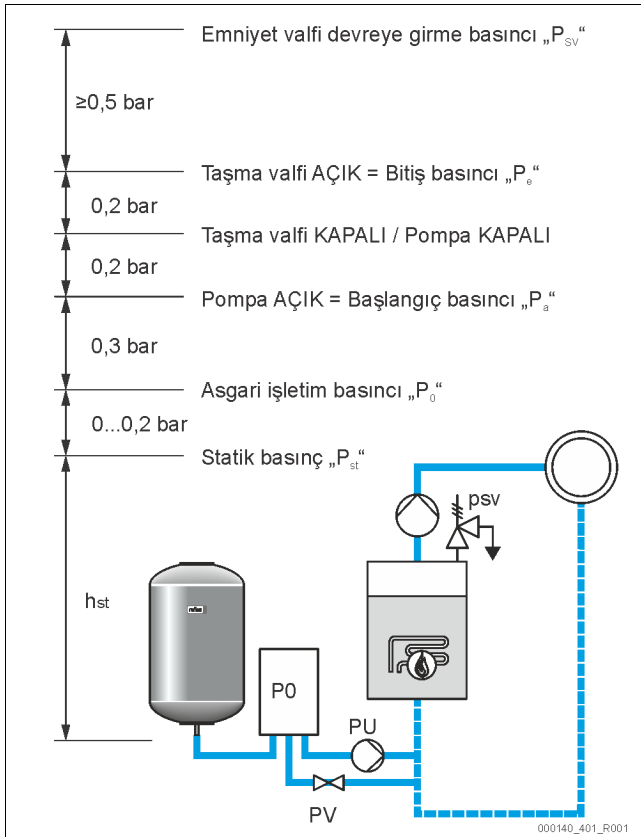 Emniyet valfi devreye girme basıncı „PSV“
≥0,5 bar
Taşma valfi AÇIK = Bitiş basıncı „Pe“
0,2 bar
Taşma valfi KAPALI / Pompa KAPALI
0,2 bar
Pompa AÇIK = Başlangıç basıncı „Pa“
0,3 bar
Asgari işletim basıncı „P0“
0...0,2 bar
Statik basınç „Pst“
psv
hst
reflex
P0
PU
PV
000140_401_R001